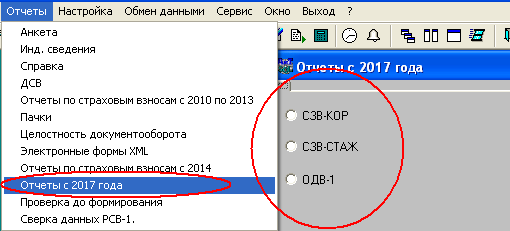 Отчеты Настройка Обмен данными Сервис Окно Выход ?
Анкета
Инд. сведения
Справка
ДСВ
Отчеты по страховым взносам с 2010 по 2013
Пачки
Целостность документооборота
Электронные формы XML
Отчеты по страховым взносам с 2014
Отчеты с 2017 года
Проверка до формирования
Сверка данных РСВ-1.
Отчеты с 2017 года
СЗВ-КОР
СЗВ-СТАЖ
ОДВ-1